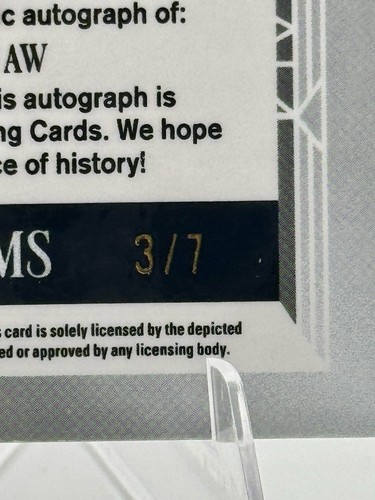 c autograph of:
AW
is autograph is
ng Cards. We hope
ce of history!
MS 3/7
s card is solely licensed by the depicted
ed or approved by any licensing body.